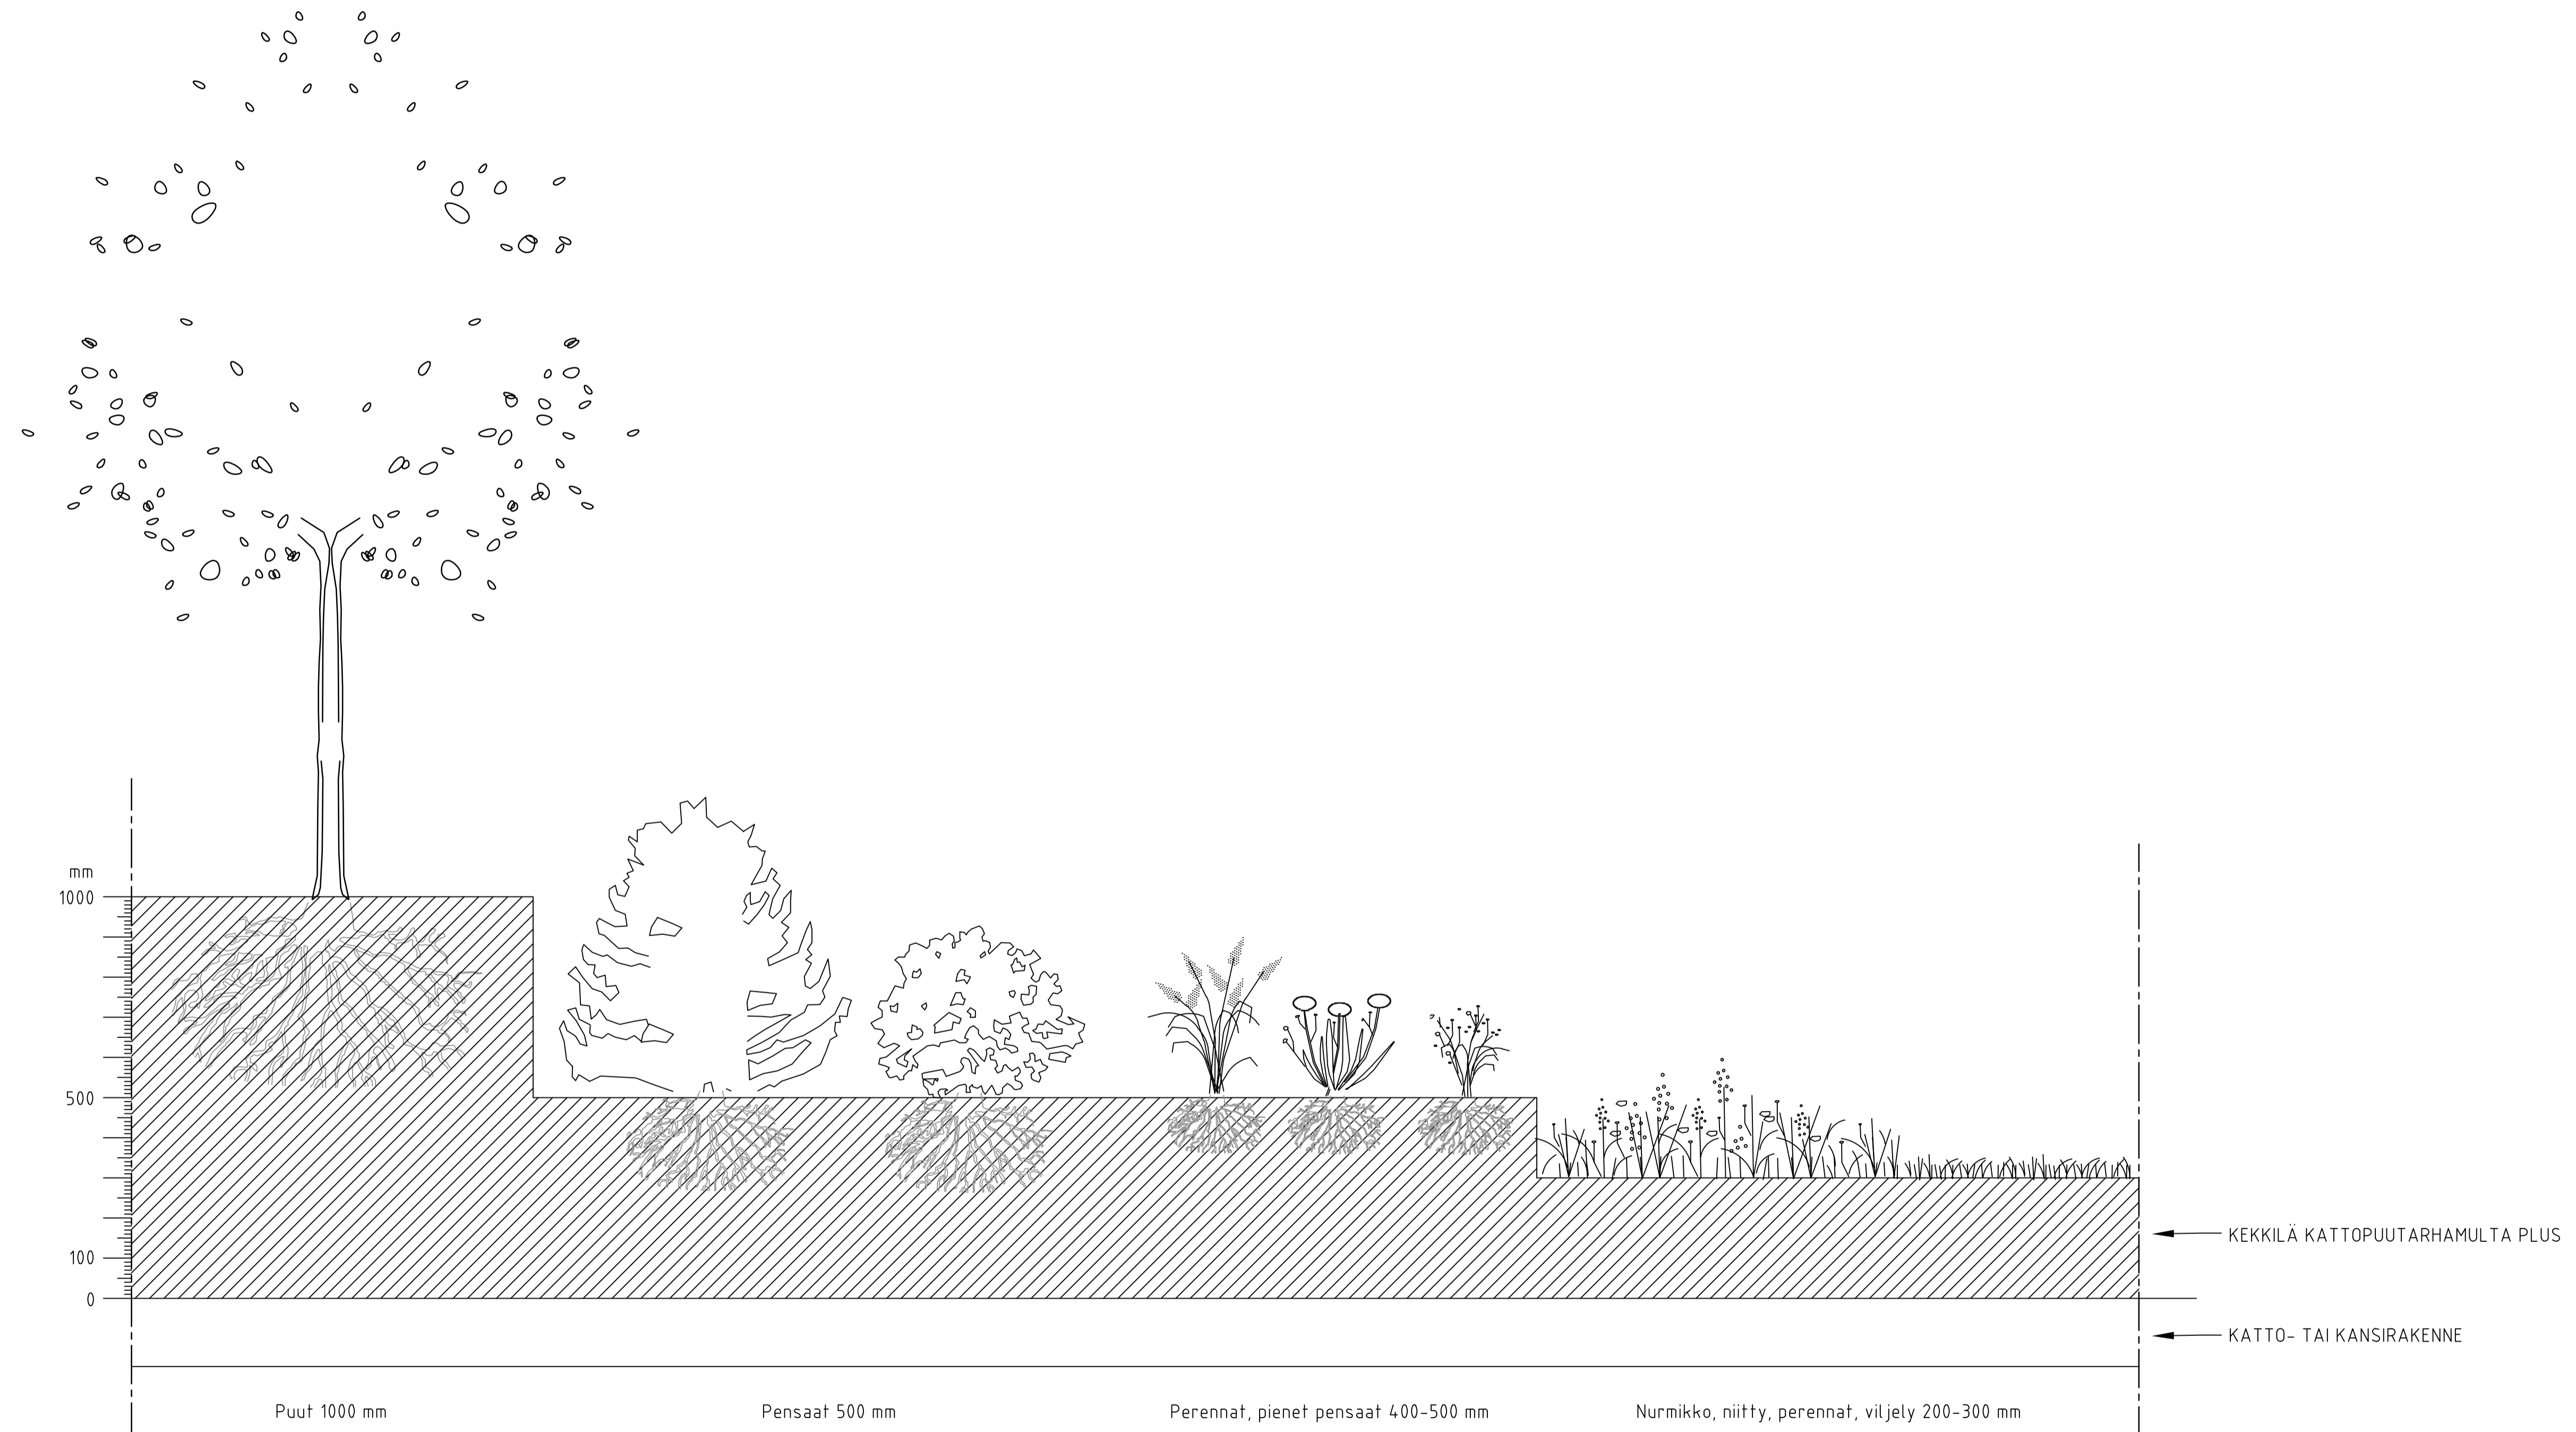 mm
1000
500
100
0
KEKKILÄ KATTOPUUTARHAMULTA PLUS
KATTO- TAI KANSIRAKENNE
Puut 1000 mm
Pensaat 500 mm
Perennat, pienet pensaat 400-500 mm
Nurmikko, niitty, perennat, viljely 200-300 mm